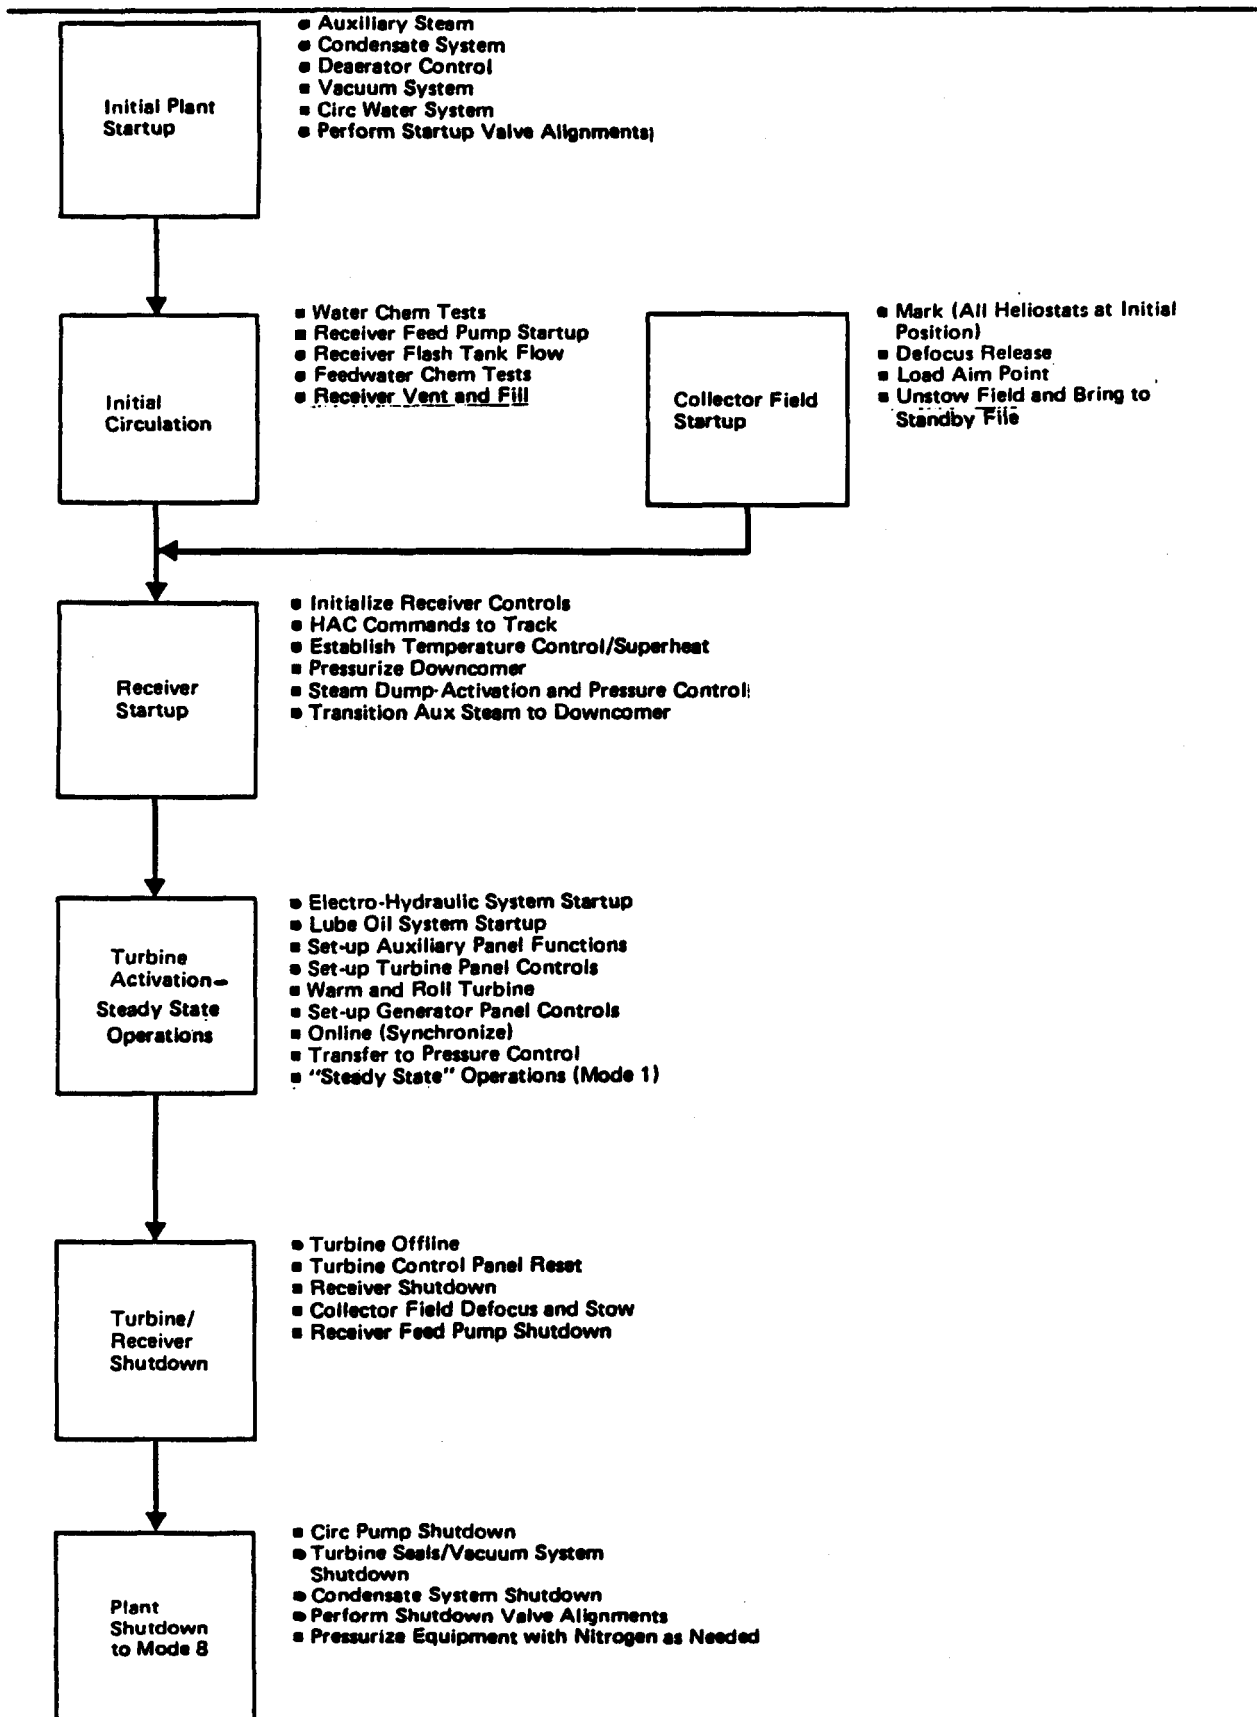 Initial Plant
Startup
■ Auxiliary Steam
■ Condensate System
■ Deaerator Control
■ Vacuum System
■ Circ Water System
■ Perform Startup Valve Alignments
Initial
Circulation
■ Water Chem Tests
■ Receiver Feed Pump Startup
■ Receiver Flash Tank Flow
■ Feedwater Chem Tests
■ Receiver Vent and Fill
Collector Field
Startup
■ Mark (All Heliostats at Initial
Position)
■ Defocus Release
■ Load Aim Point
■ Unstow Field and Bring to
Standby File
Receiver
Startup
■ Initialize Receiver Controls
■ HAC Commands to Track
■ Establish Temperature Control/Superheat
■ Pressurize Downcomer
■ Steam Dump-Activation and Pressure Control
■ Transition Aux Steam to Downcomer
Turbine
Activation–
Steady State
Operations
■ Electro-Hydraulic System Startup
■ Lube Oil System Startup
■ Set-up Auxiliary Panel Functions
■ Set-up Turbine Panel Controls
■ Warm and Roll Turbine
■ Set-up Generator Panel Controls
■ Online (Synchronize)
■ Transfer to Pressure Control
■ "Steady State" Operations (Mode 1)
Turbine/
Receiver
Shutdown
■ Turbine Offline
■ Turbine Control Panel Reset
■ Receiver Shutdown
■ Collector Field Defocus and Stow
■ Receiver Feed Pump Shutdown
Plant
Shutdown
to Mode 8
■ Circ Pump Shutdown
■ Turbine Seals/Vacuum System
Shutdown
■ Condensate System Shutdown
■ Perform Shutdown Valve Alignments
■ Pressurize Equipment with Nitrogen as Needed